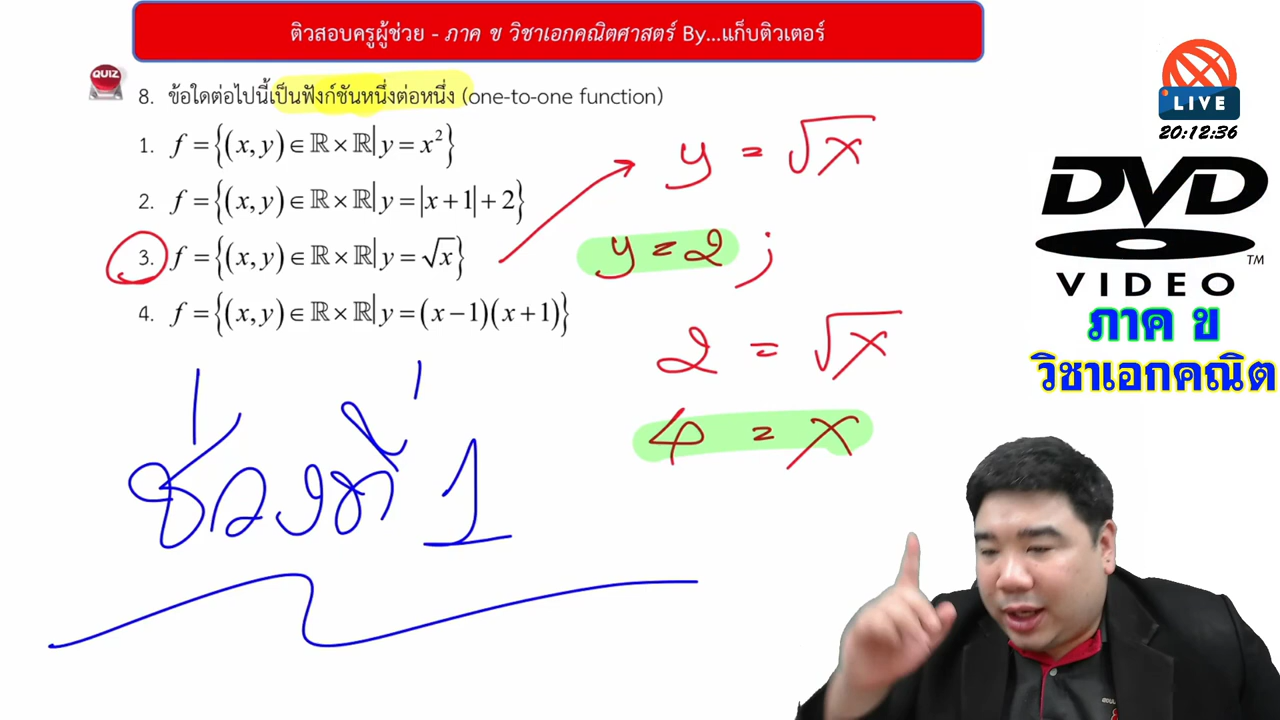 ติวสอบครูผู้ช่วย - ภาค ข วิชาเอกคณิตศาสตร์ By...แก็บติวเตอร์
QUIZ
8. ข้อใดต่อไปนี้เป็นฟังก์ชันหนึ่งต่อหนึ่ง (one-to-one function)
1. f = {(x, y) ∈ ℝ × ℝ | y = x²}
2. f = {(x, y) ∈ ℝ × ℝ | y = |x + 1| + 2}
3. f = {(x, y) ∈ ℝ × ℝ | y = √x}
4. f = {(x, y) ∈ ℝ × ℝ | y = (x − 1)(x + 1)}
y = √x
y = 2 ;
2 = √x
4 = x
ช่วงที่ 1
LIVE
20:12:36
DVD
VIDEO
TM
ภาค ข
วิชาเอกคณิต